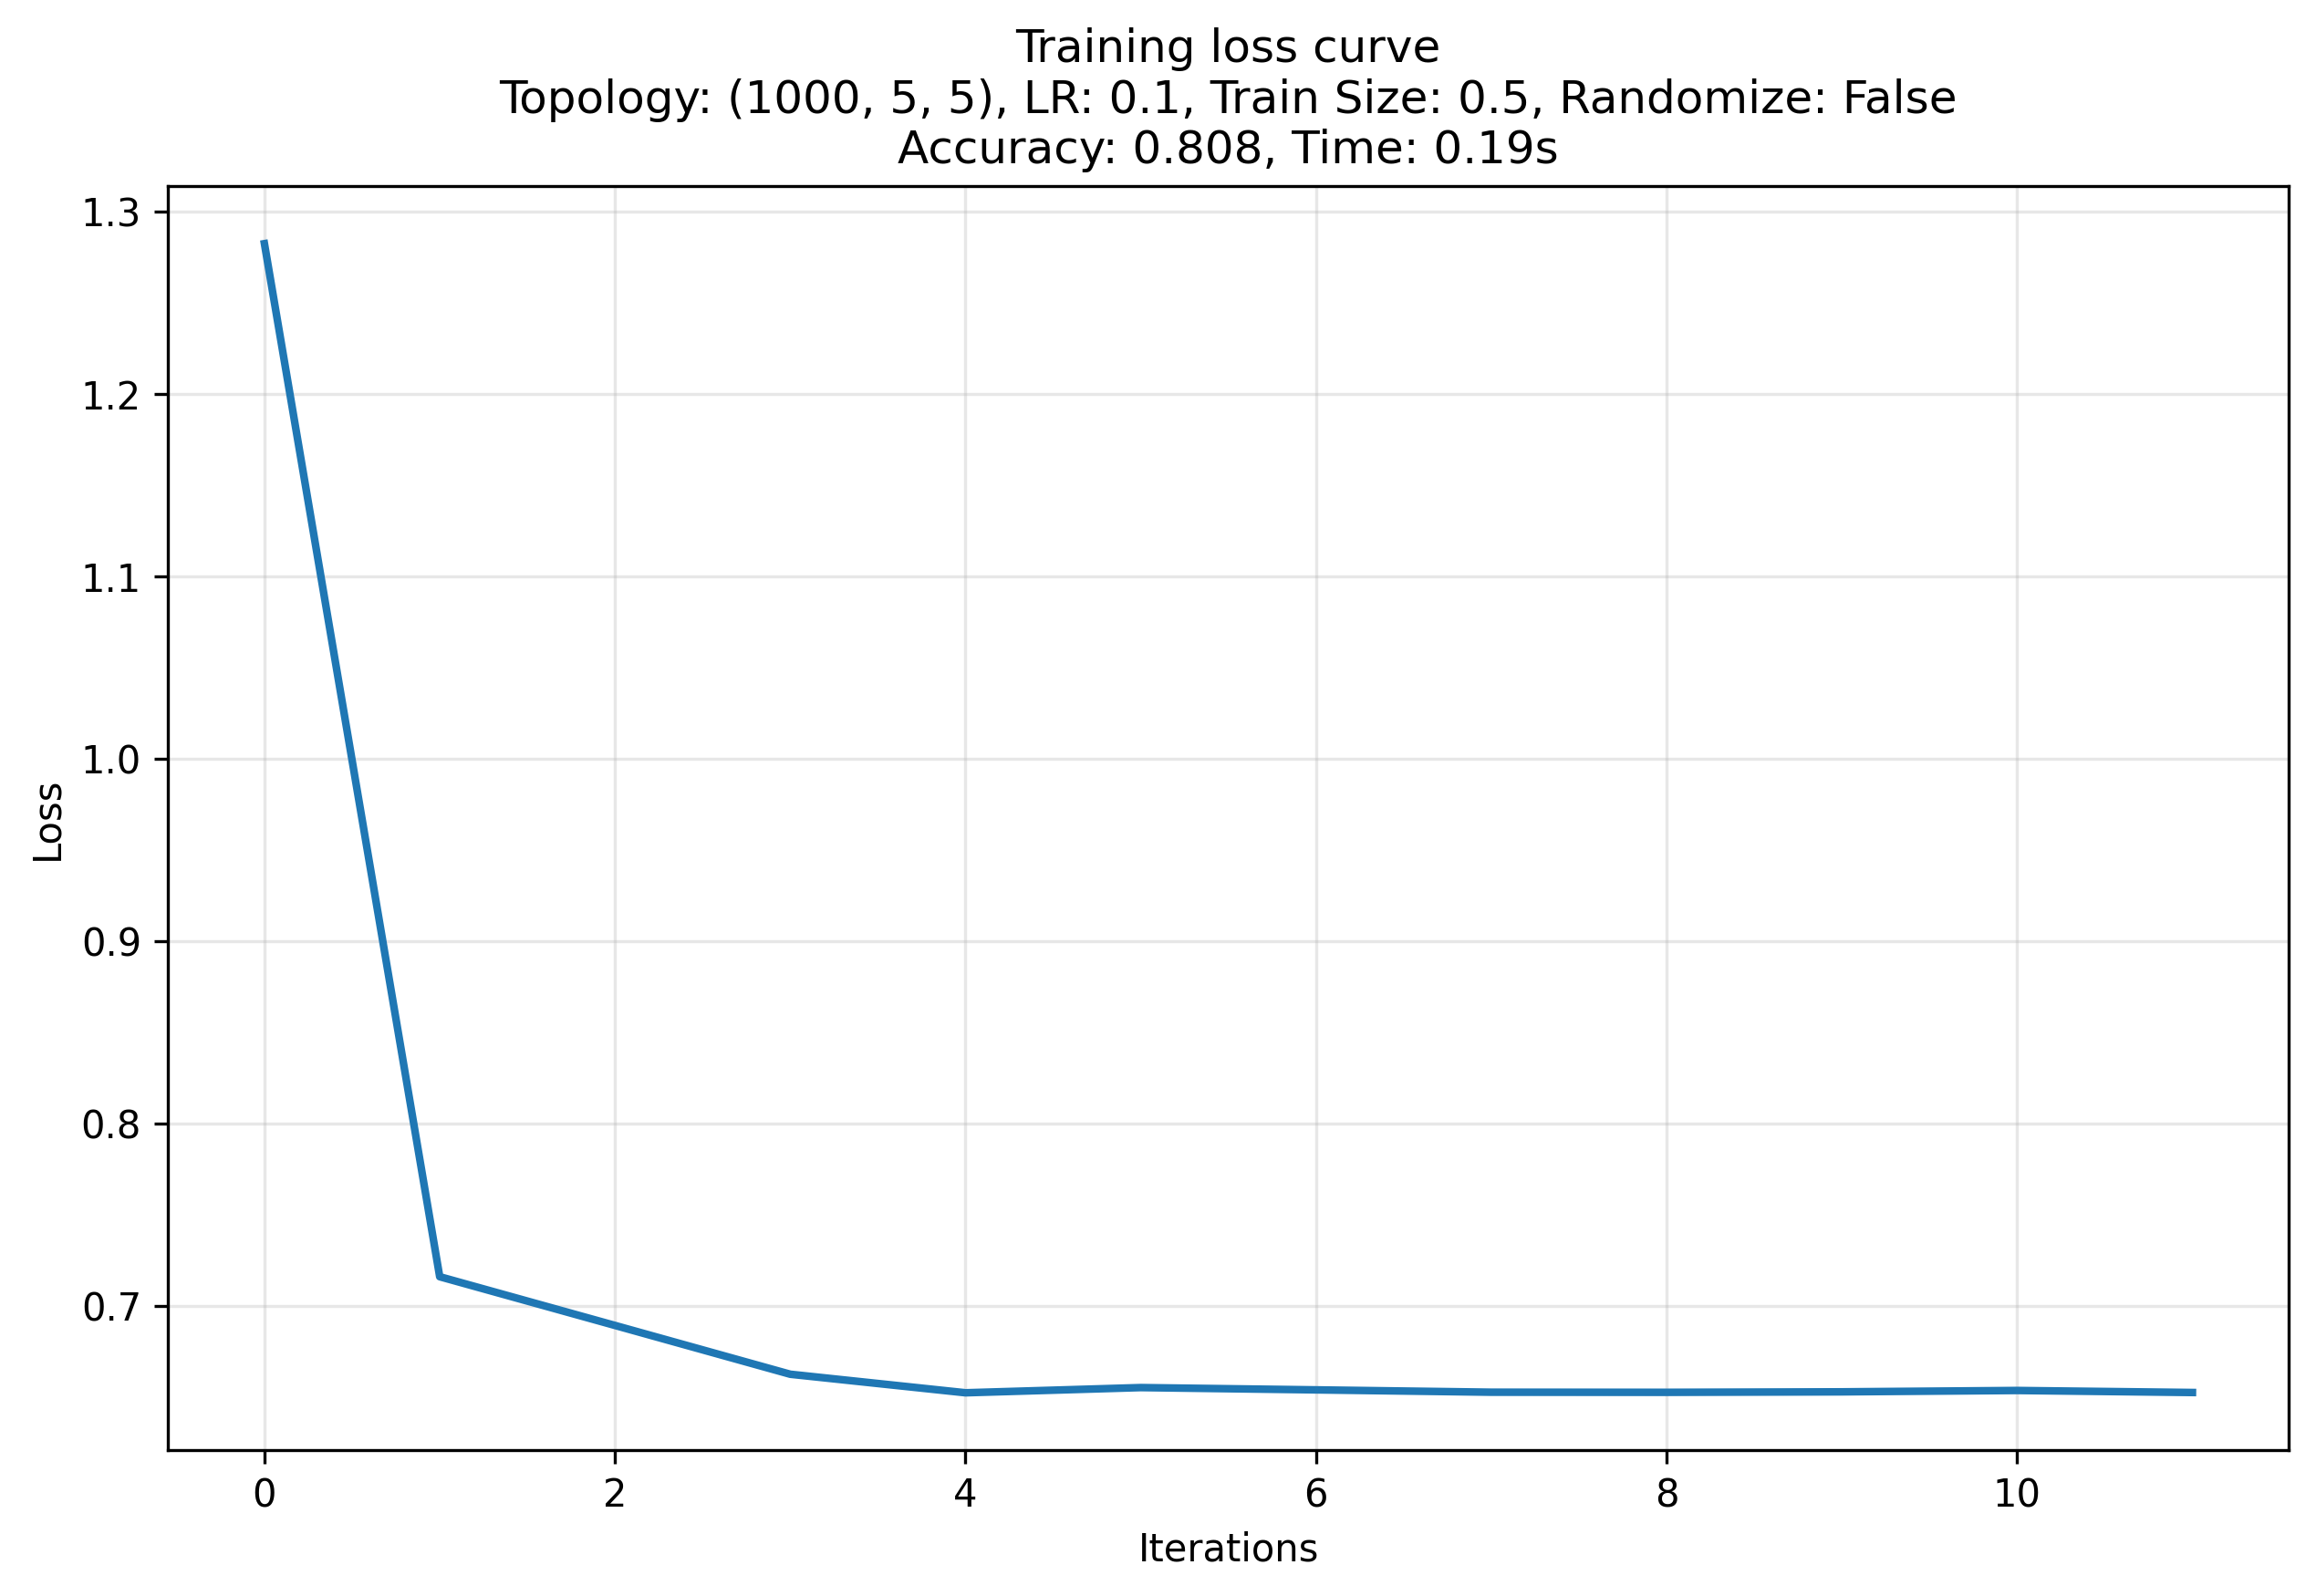 Training loss curve
Topology: (1000, 5, 5), LR: 0.1, Train Size: 0.5, Randomize: False
Accuracy: 0.808, Time: 0.19s
1.3
1.2
1.1
1.0
0.9
0.8
0.7
Loss
0 2 4 6 8 10
Iterations